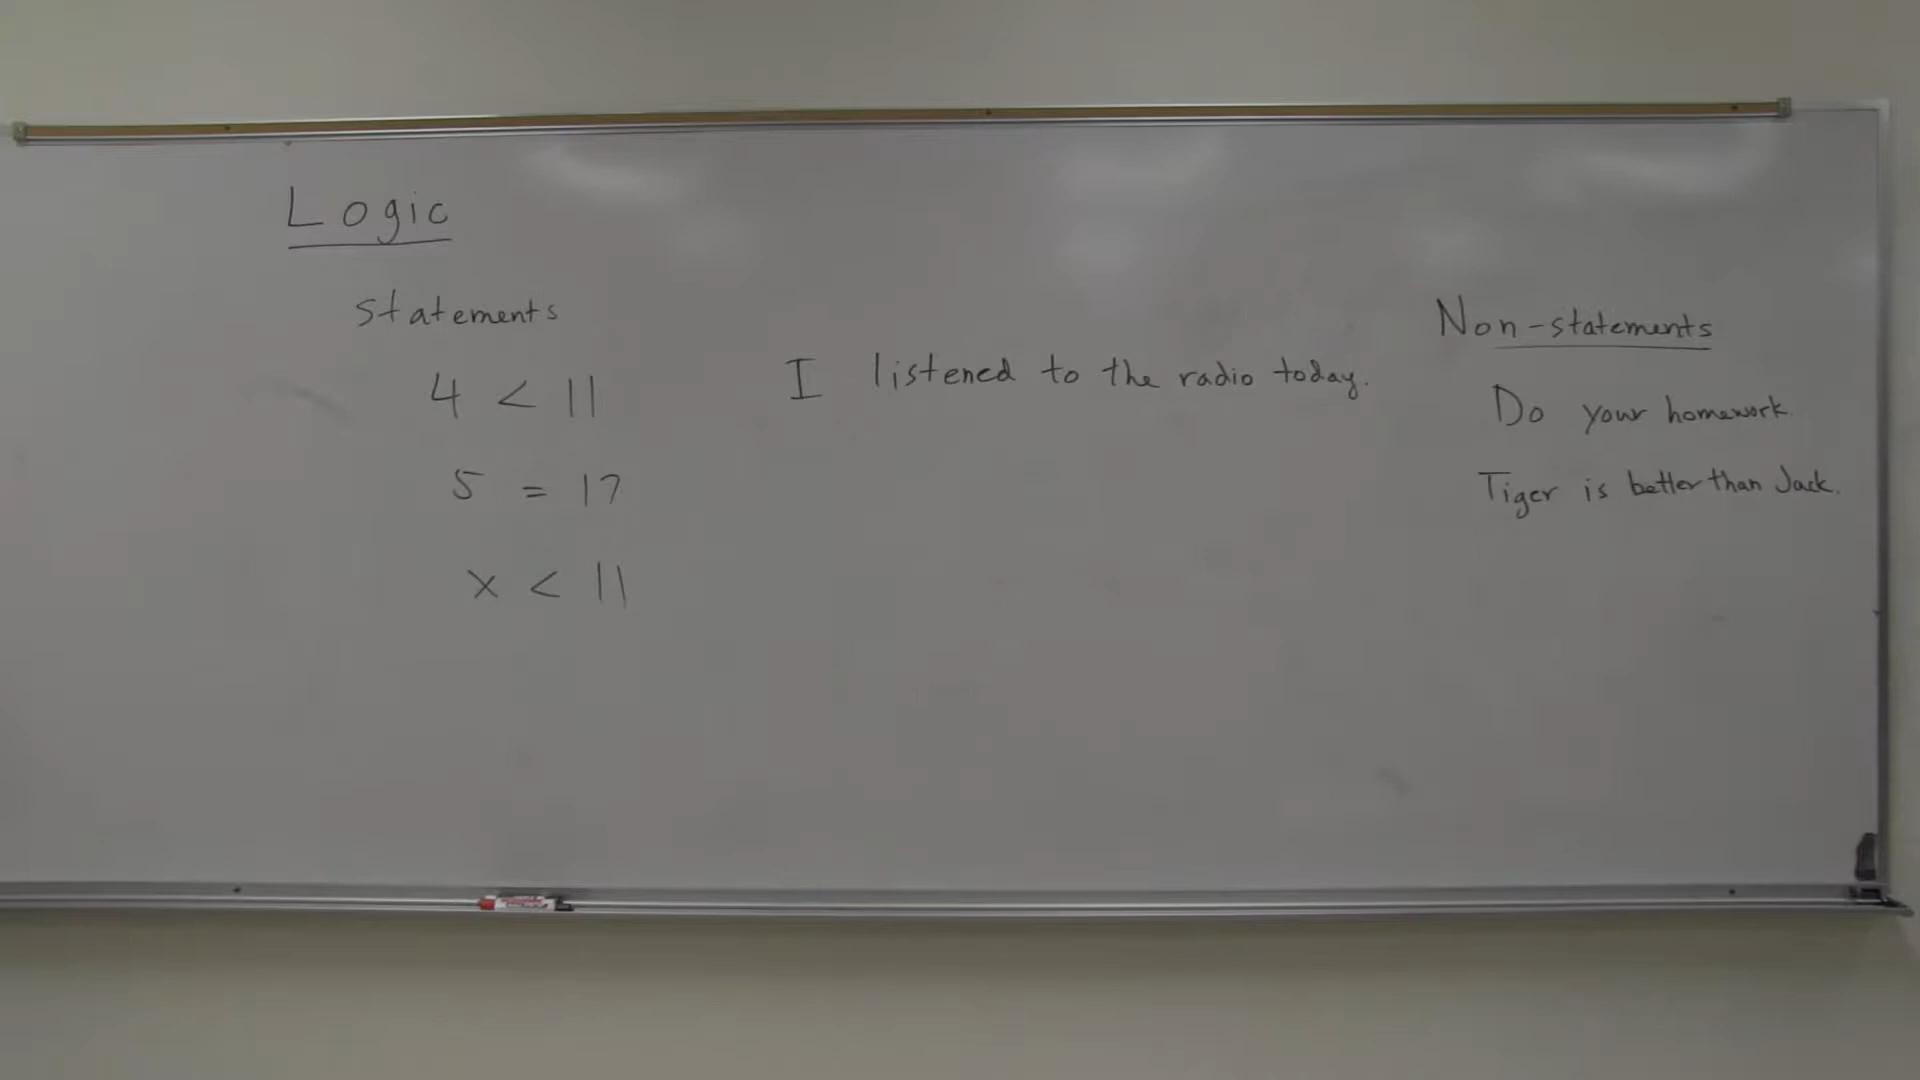 Logic
statements
4 < 11
5 = 17
x < 11
I listened to the radio today.
Non-statements
Do your homework.
Tiger is better than Jack.